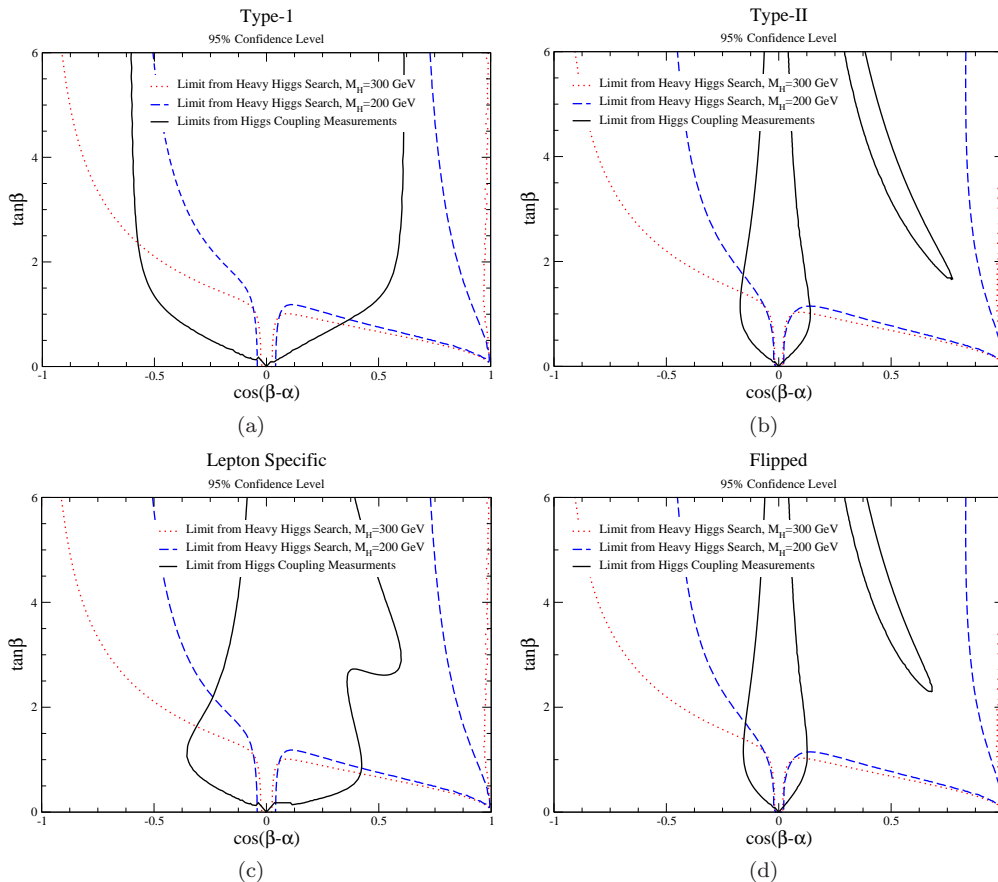 Type-1
95% Confidence Level
6
4
2
0
tanβ
Limit from Heavy Higgs Search, M_H=300 GeV
Limit from Heavy Higgs Search, M_H=200 GeV
Limits from Higgs Coupling Measurements
-1 -0.5 0 0.5 1
cos(β-α)
(a)
Type-II
95% Confidence Level
6
4
2
0
tanβ
Limit from Heavy Higgs Search, M_H=300 GeV
Limit from Heavy Higgs Search, M_H=200 GeV
Limit from Higgs Coupling Measurements
-1 -0.5 0 0.5 1
cos(β-α)
(b)
Lepton Specific
95% Confidence Level
6
4
2
0
tanβ
Limit from Heavy Higgs Search, M_H=300 GeV
Limit from Heavy Higgs Search, M_H=200 GeV
Limit from Higgs Coupling Measurments
-1 -0.5 0 0.5 1
cos(β-α)
(c)
Flipped
95% Confidence Level
6
4
2
0
tanβ
Limit from Heavy Higgs Search, M_H=300 GeV
Limit from Heavy Higgs Search, M_H=200 GeV
Limit from Higgs Coupling Measurements
-1 -0.5 0 0.5 1
cos(β-α)
(d)